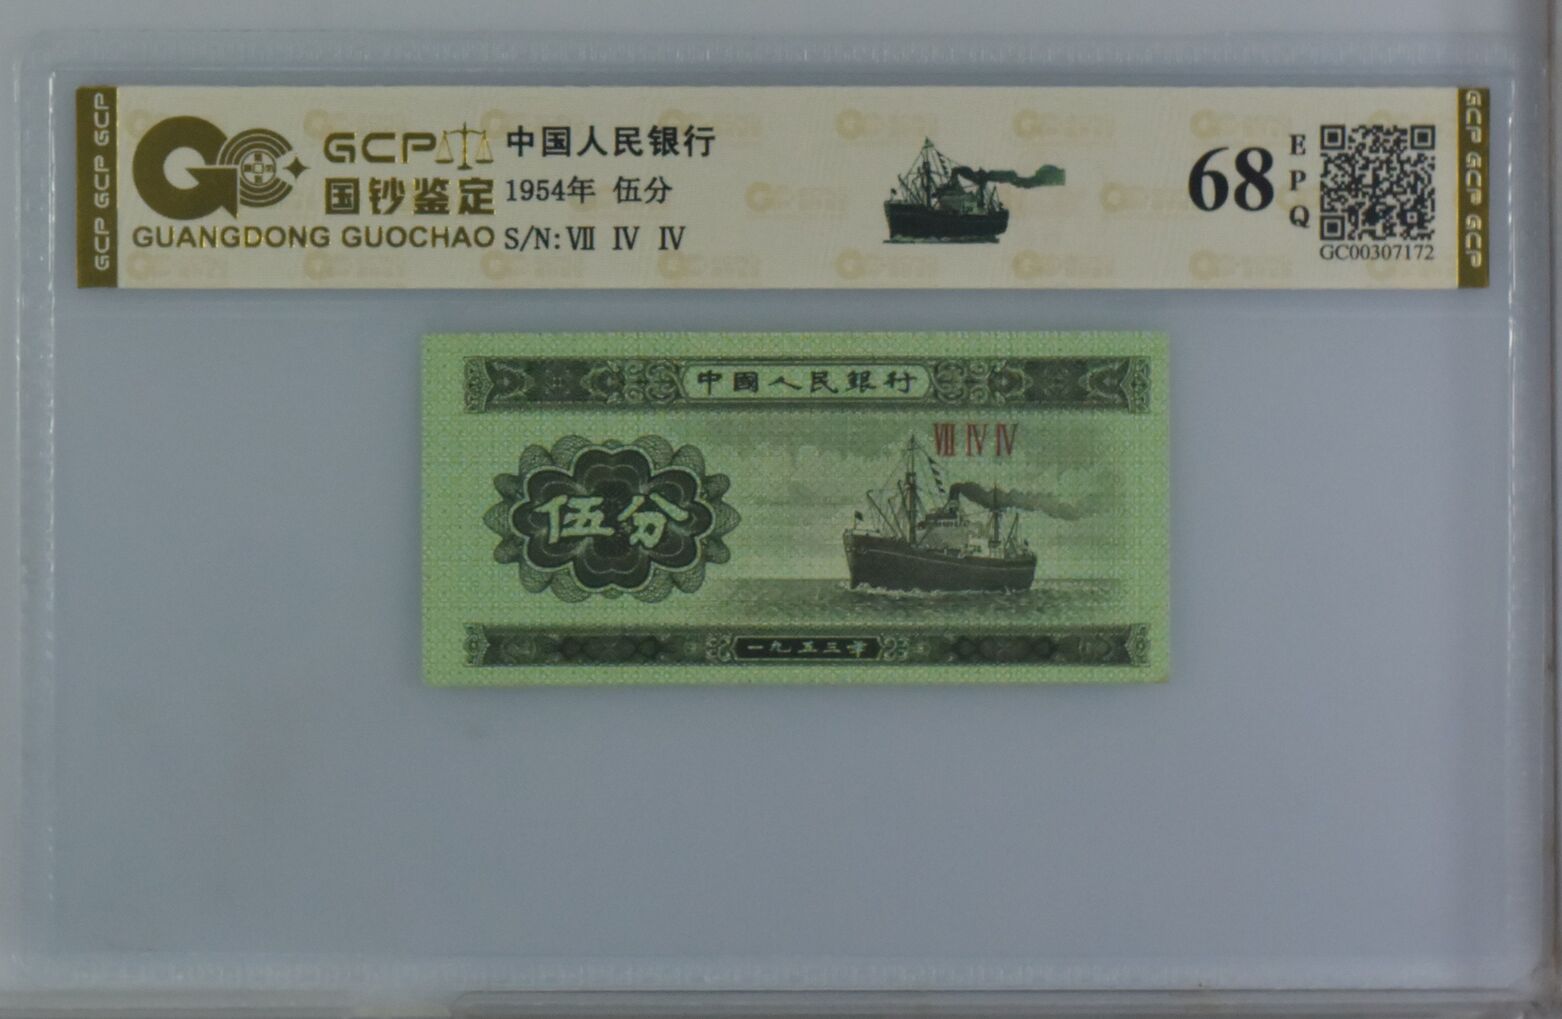 GCP GCP GCP
GCP
国钞鉴定
GUANGDONG GUOCHAO
中国人民银行
1954年 伍分
S/N: Ⅶ Ⅳ Ⅳ
68
EPQ
GC00307172
GCP GCP GCP
中國人民銀行
Ⅶ Ⅳ Ⅳ
伍分
一九五三年